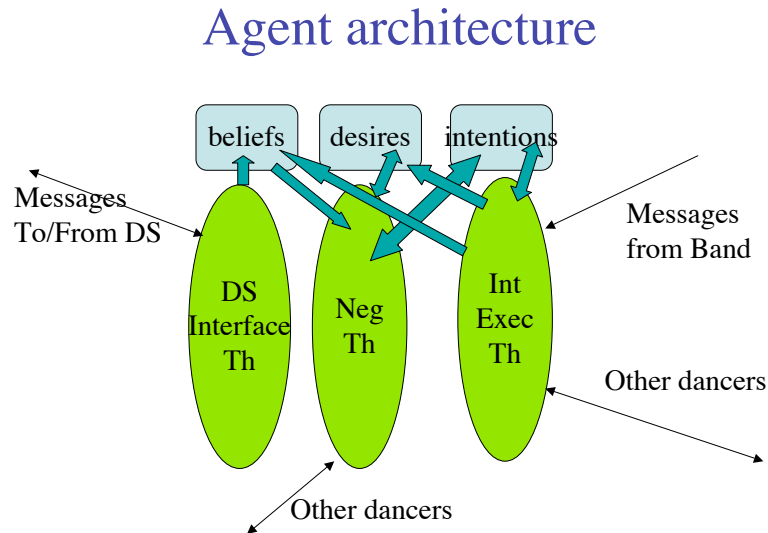 Agent architecture
beliefs
desires
intentions
Messages
To/From DS
Messages
from Band
DS
Interface
Th
Neg
Th
Int
Exec
Th
Other dancers
Other dancers